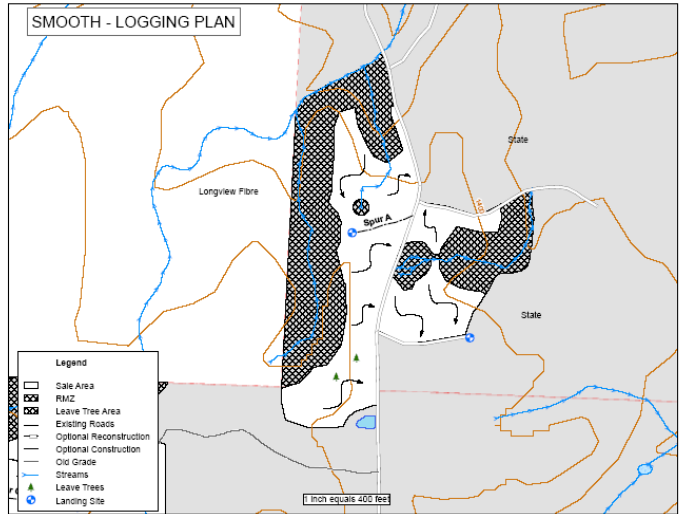 SMOOTH - LOGGING PLAN
State
Longview Fibre
1400
Spur A
State
Legend
Sale Area
RMZ
Leave Tree Area
Existing Roads
Optional Reconstruction
Optional Construction
Old Grade
Streams
Leave Trees
Landing Site
1 inch equals 400 feet